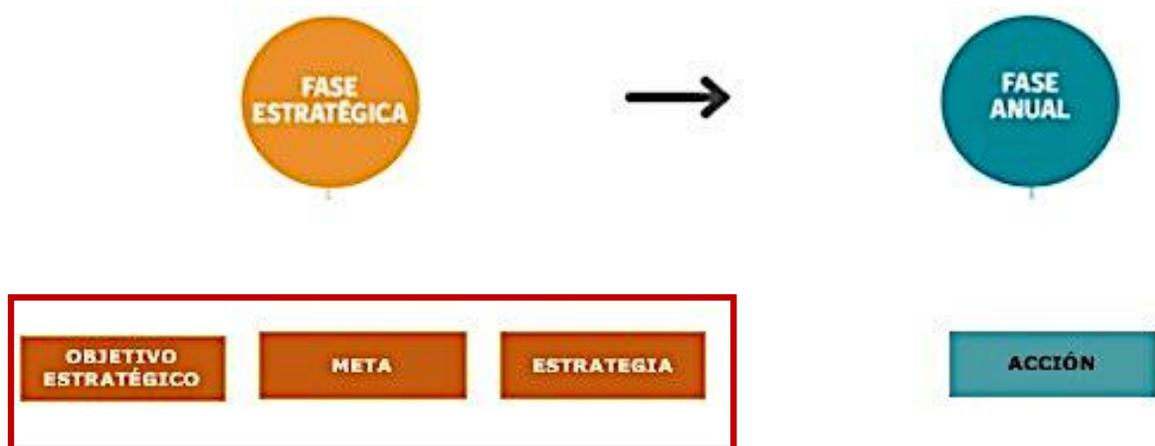 FASE
ESTRATÉGICA
FASE
ANUAL
OBJETIVO
ESTRATÉGICO
META
ESTRATEGIA
ACCIÓN